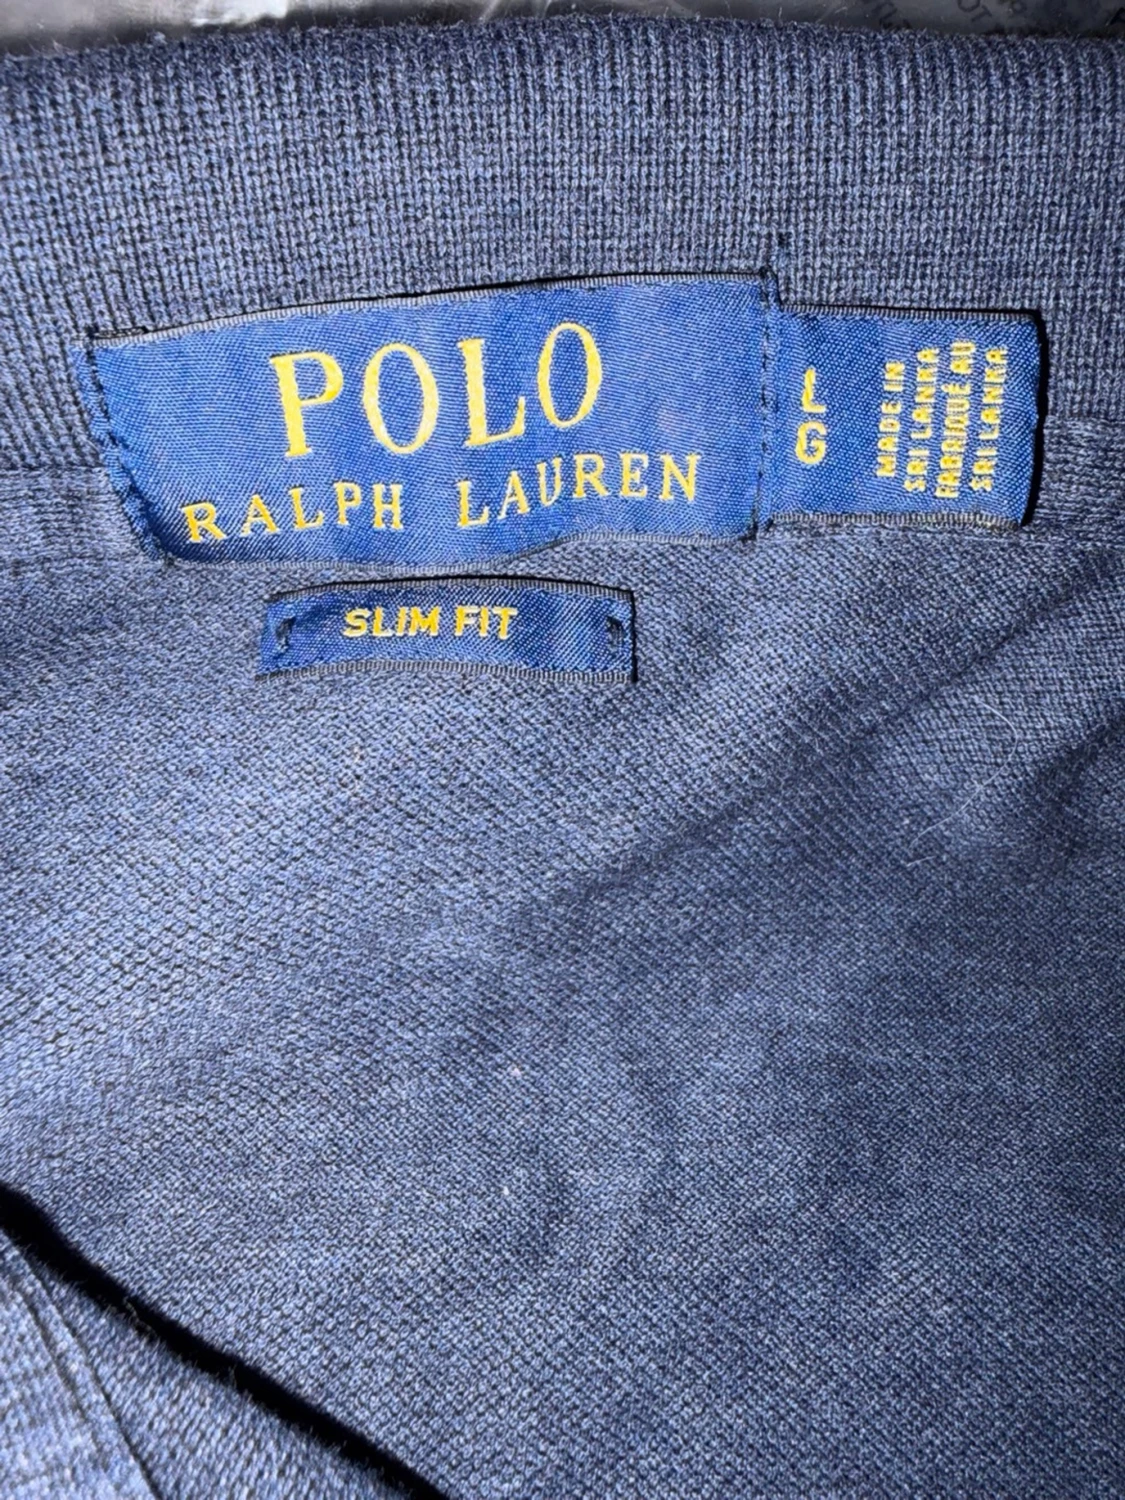 POLO
RALPH LAUREN
L
G
MADE IN
SRI LANKA
FABRIQUÉ AU
SRI LANKA
SLIM FIT